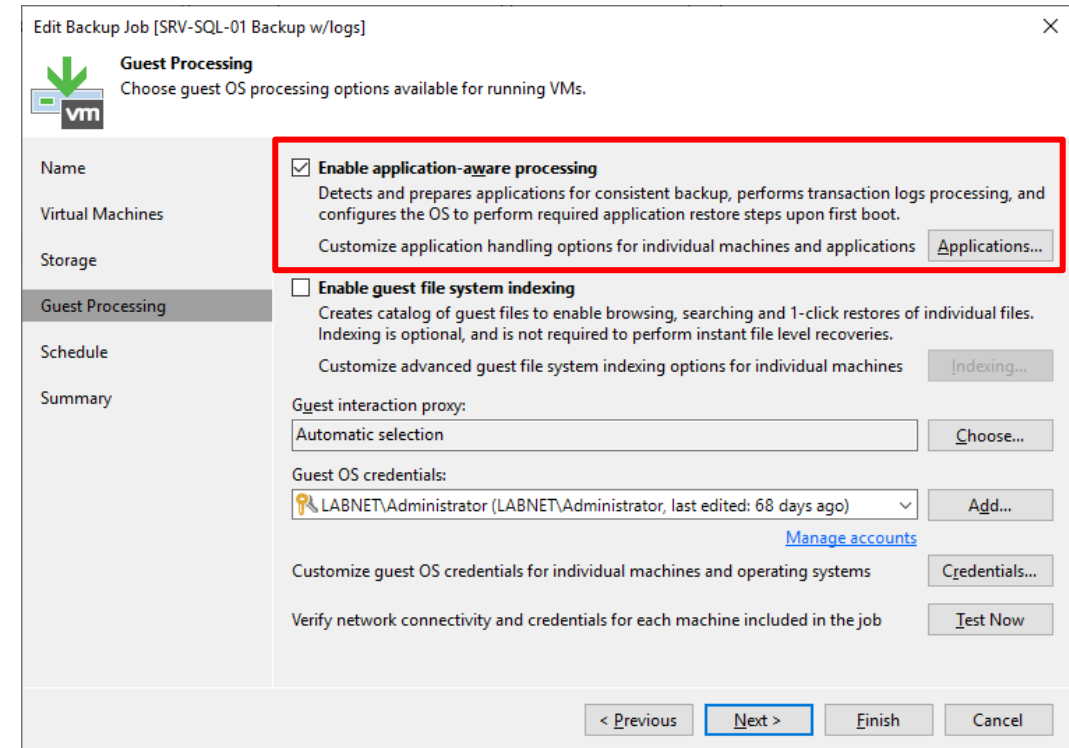 Edit Backup Job [SRV-SQL-01 Backup w/logs]
Guest Processing
Choose guest OS processing options available for running VMs.
vm
Name
Virtual Machines
Storage
Guest Processing
Schedule
Summary
Enable application-aware processing
Detects and prepares applications for consistent backup, performs transaction logs processing, and
configures the OS to perform required application restore steps upon first boot.
Customize application handling options for individual machines and applications
Applications...
Enable guest file system indexing
Creates catalog of guest files to enable browsing, searching and 1-click restores of individual files.
Indexing is optional, and is not required to perform instant file level recoveries.
Customize advanced guest file system indexing options for individual machines
Indexing...
Guest interaction proxy:
Automatic selection
Choose...
Guest OS credentials:
LABNET\Administrator (LABNET\Administrator, last edited: 68 days ago)
Add...
Manage accounts
Customize guest OS credentials for individual machines and operating systems
Credentials...
Verify network connectivity and credentials for each machine included in the job
Test Now
< Previous
Next >
Finish
Cancel